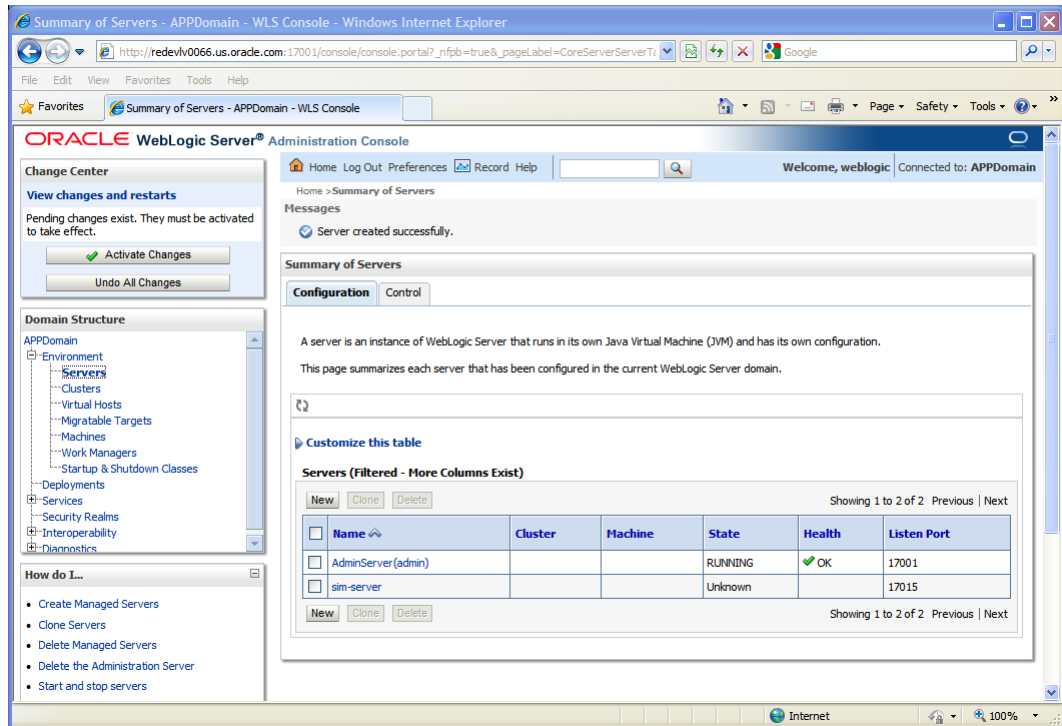 Summary of Servers - APPDomain - WLS Console - Windows Internet Explorer
http://redevlv0066.us.oracle.com:17001/console/console.portal?_nfpb=true&_pageLabel=CoreServerServerTa
Google
File Edit View Favorites Tools Help
Favorites
Summary of Servers - APPDomain - WLS Console
Page Safety Tools
ORACLE WebLogic Server® Administration Console
Change Center
View changes and restarts
Pending changes exist. They must be activated
to take effect.
Activate Changes
Undo All Changes
Domain Structure
APPDomain
Environment
Servers
Clusters
Virtual Hosts
Migratable Targets
Machines
Work Managers
Startup & Shutdown Classes
Deployments
Services
Security Realms
Interoperability
Diagnostics
How do I...
Create Managed Servers
Clone Servers
Delete Managed Servers
Delete the Administration Server
Start and stop servers
Home Log Out Preferences Record Help
Welcome, weblogic Connected to: APPDomain
Home >Summary of Servers
Messages
Server created successfully.
Summary of Servers
Configuration Control
A server is an instance of WebLogic Server that runs in its own Java Virtual Machine (JVM) and has its own configuration.
This page summarizes each server that has been configured in the current WebLogic Server domain.
Customize this table
Servers (Filtered - More Columns Exist)
New Clone Delete Showing 1 to 2 of 2 Previous | Next
Name Cluster Machine State Health Listen Port
AdminServer(admin) RUNNING OK 17001
sim-server Unknown 17015
New Clone Delete Showing 1 to 2 of 2 Previous | Next
Internet 100%